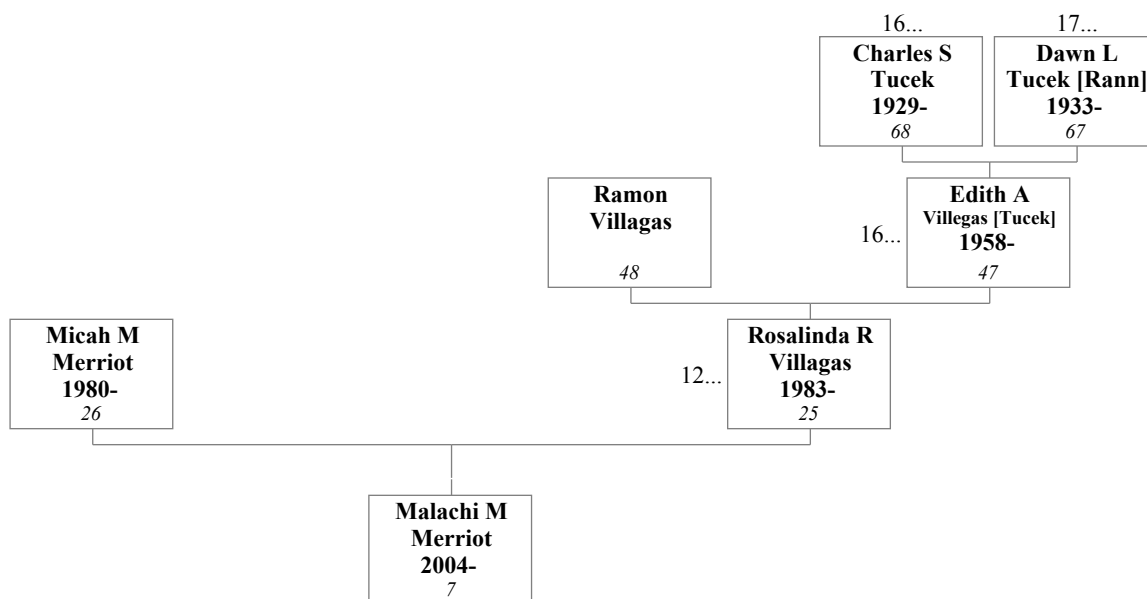 16...
17...
Charles S
Tucek
1929-
68
Dawn L
Tucek [Rann]
1933-
67
Ramon
Villagas
48
16...
Edith A
Villegas [Tucek]
1958-
47
Micah M
Merriot
1980-
26
12...
Rosalinda R
Villagas
1983-
25
Malachi M
Merriot
2004-
7